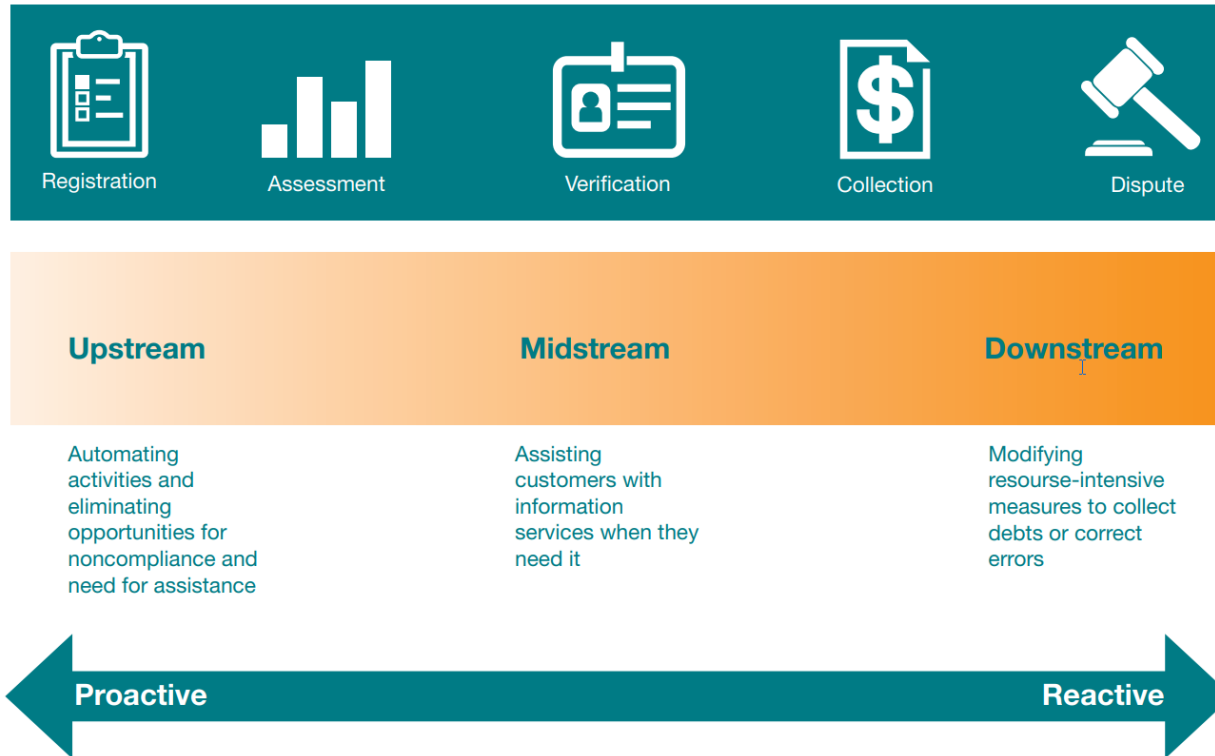 Registration
Assessment
Verification
Collection
Dispute
Upstream
Midstream
Downstream
Automating
activities and
eliminating
opportunities for
noncompliance and
need for assistance
Assisting
customers with
information
services when they
need it
Modifying
resourse-intensive
measures to collect
debts or correct
errors
Proactive
Reactive